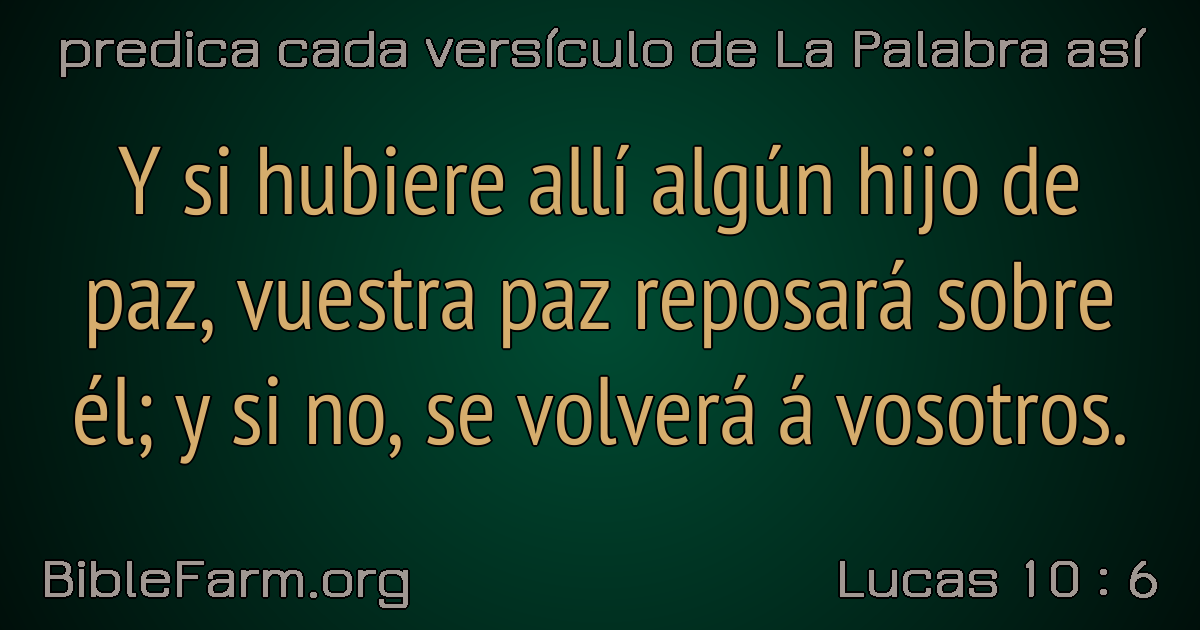 predica cada versículo de La Palabra así
Y si hubiere allí algún hijo de
paz, vuestra paz reposará sobre
él; y si no, se volverá á vosotros.
BibleFarm.org
Lucas 10 : 6